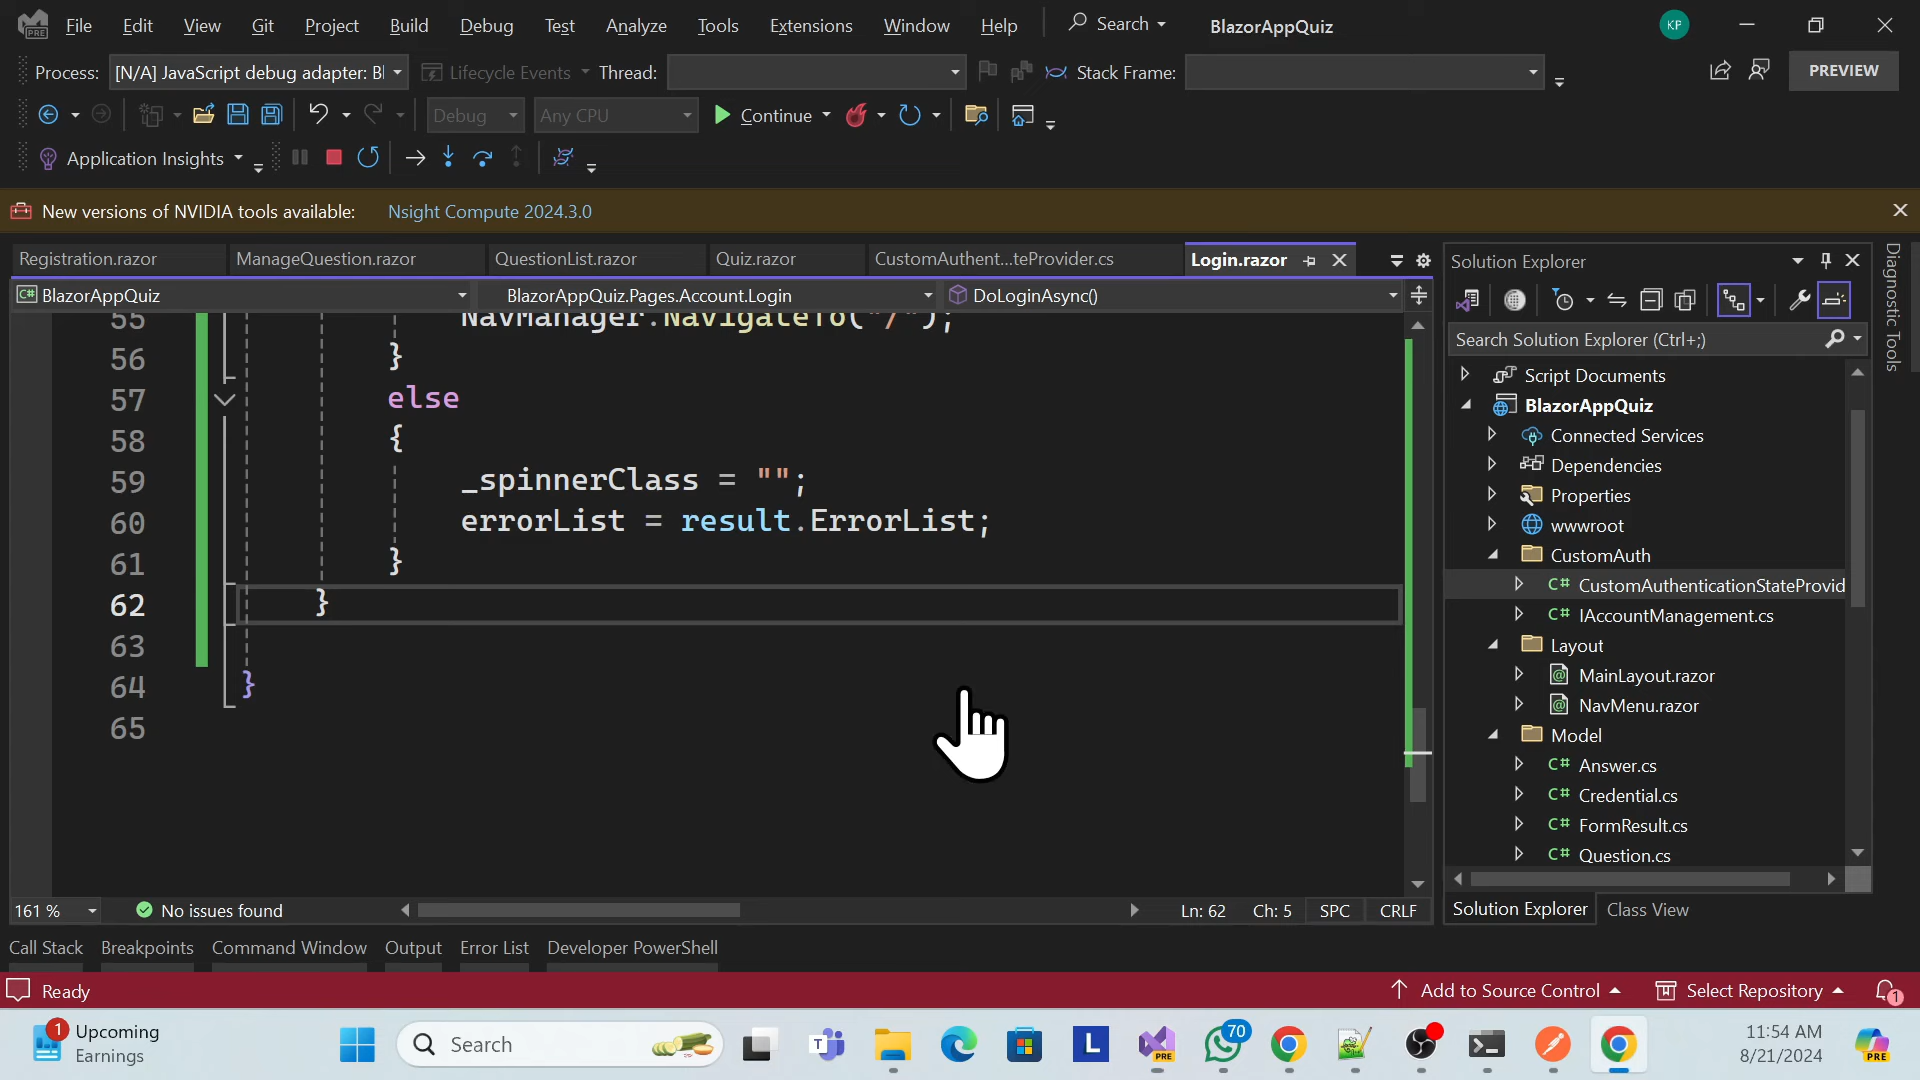 File Edit View Git Project Build Debug Test Analyze Tools Extensions Window Help Search BlazorAppQuiz KP
PRE
Process: [N/A] JavaScript debug adapter: Bl Lifecycle Events Thread: Stack Frame: PREVIEW
Debug Any CPU Continue
Application Insights
New versions of NVIDIA tools available: Nsight Compute 2024.3.0
Registration.razor ManageQuestion.razor QuestionList.razor Quiz.razor CustomAuthent...teProvider.cs Login.razor
BlazorAppQuiz BlazorAppQuiz.Pages.Account.Login DoLoginAsync()
55 NavManager.NavigateTo("/");
56 }
57 else
58 {
59 _spinnerClass = "";
60 errorList = result.ErrorList;
61 }
62 }
63
64 }
65
161 % No issues found Ln: 62 Ch: 5 SPC CRLF
Solution Explorer
Search Solution Explorer (Ctrl+;)
Script Documents
BlazorAppQuiz
Connected Services
Dependencies
Properties
wwwroot
CustomAuth
C# CustomAuthenticationStateProvid
C# IAccountManagement.cs
Layout
MainLayout.razor
NavMenu.razor
Model
C# Answer.cs
C# Credential.cs
C# FormResult.cs
C# Question.cs
Solution Explorer Class View
Diagnostic Tools
Call Stack Breakpoints Command Window Output Error List Developer PowerShell
Ready Add to Source Control Select Repository 1
1 Upcoming
Earnings
Search
T
L
PRE
70
11:54 AM
8/21/2024
PRE